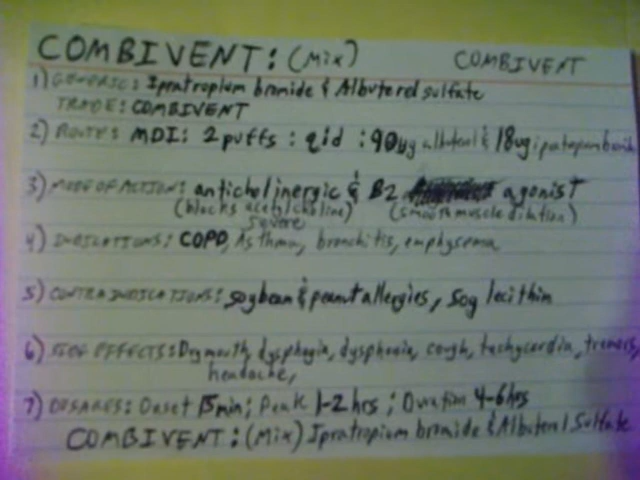 COMBIVENT: (Mix) COMBIVENT
1) GENERIC: Ipratropium bromide & Albuterol sulfate
TRADE: COMBIVENT
2) ROUTE: MDI: 2 puffs : qid : 90ug albuterol & 18ug ipratropium
3) MODE OF ACTION: anticholinergic & B2 agonist
(blocks acetylcholine) (smooth muscle dilation)
severe
4) INDICATIONS: COPD, Asthma, bronchitis, emphysema
5) CONTRAINDICATIONS: soybean & peanut allergies, soy lecithin
6) SIDE EFFECTS: Dry mouth, dysphagia, dysphonia, cough, tachycardia, tremors,
headache,
7) DOSAGES: Onset 15min; Peak 1-2 hrs; Duration 4-6hrs
COMBIVENT: (Mix) Ipratropium bromide & Albuterol Sulfate